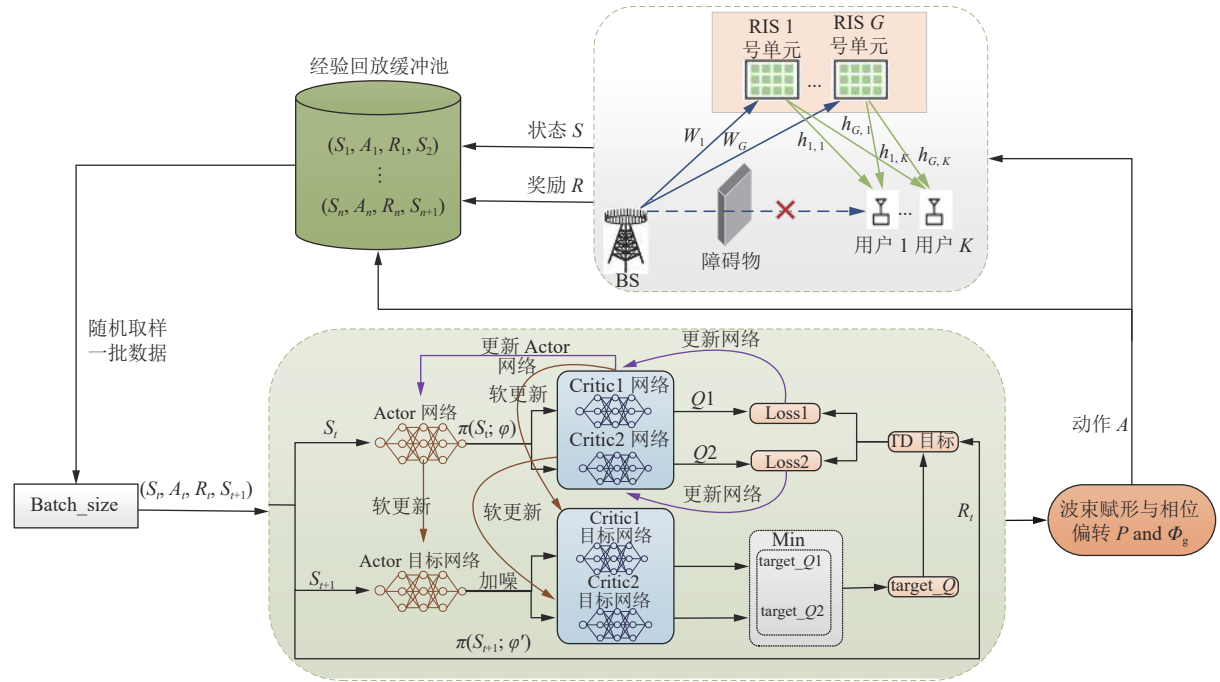 经验回放缓冲池
(S₁, A₁, R₁, S₂)
⋮
(Sₙ, Aₙ, Rₙ, Sₙ₊₁)
状态 S
奖励 R
RIS 1
号单元
...
RIS G
号单元
W₁
W_G
h₁,₁
h_G,₁
h₁,K
h_G,K
BS
障碍物
...
用户 1 用户 K
随机取样
一批数据
Batch_size
(Sₜ, Aₜ, Rₜ, Sₜ₊₁)
Sₜ
Sₜ₊₁
更新 Actor
网络
Actor 网络
π(Sₜ; φ)
软更新
软更新
软更新
Actor 目标网络
加噪
π(Sₜ₊₁; φ′)
Critic1 网络
Critic2 网络
Critic1
目标网络
Critic2
目标网络
更新网络
Q1
Loss1
Q2
Loss2
更新网络
Min
target_Q1
target_Q2
TD 目标
target_Q
Rₜ
动作 A
波束赋形与相位
偏转 P and Φ_g